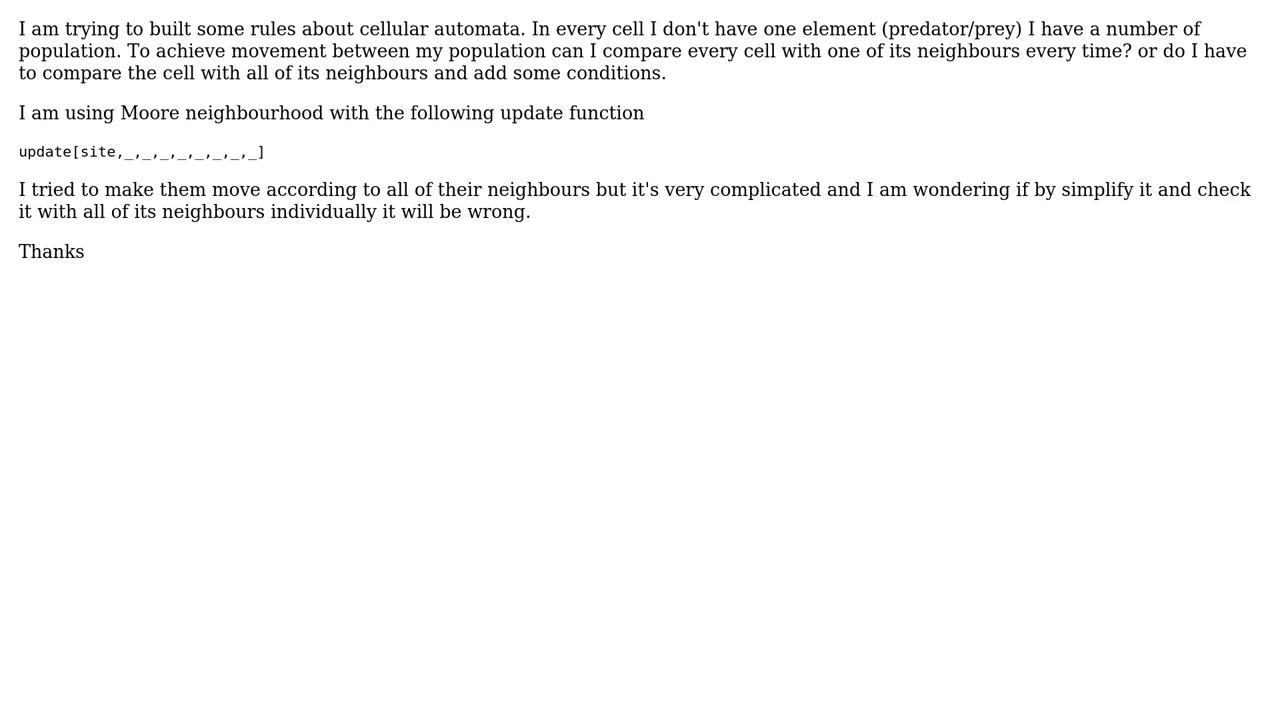 I am trying to built some rules about cellular automata. In every cell I don't have one element (predator/prey) I have a number of
population. To achieve movement between my population can I compare every cell with one of its neighbours every time? or do I have
to compare the cell with all of its neighbours and add some conditions.
I am using Moore neighbourhood with the following update function
update[site,_,_,_,_,_,_,_,_]
I tried to make them move according to all of their neighbours but it's very complicated and I am wondering if by simplify it and check
it with all of its neighbours individually it will be wrong.
Thanks